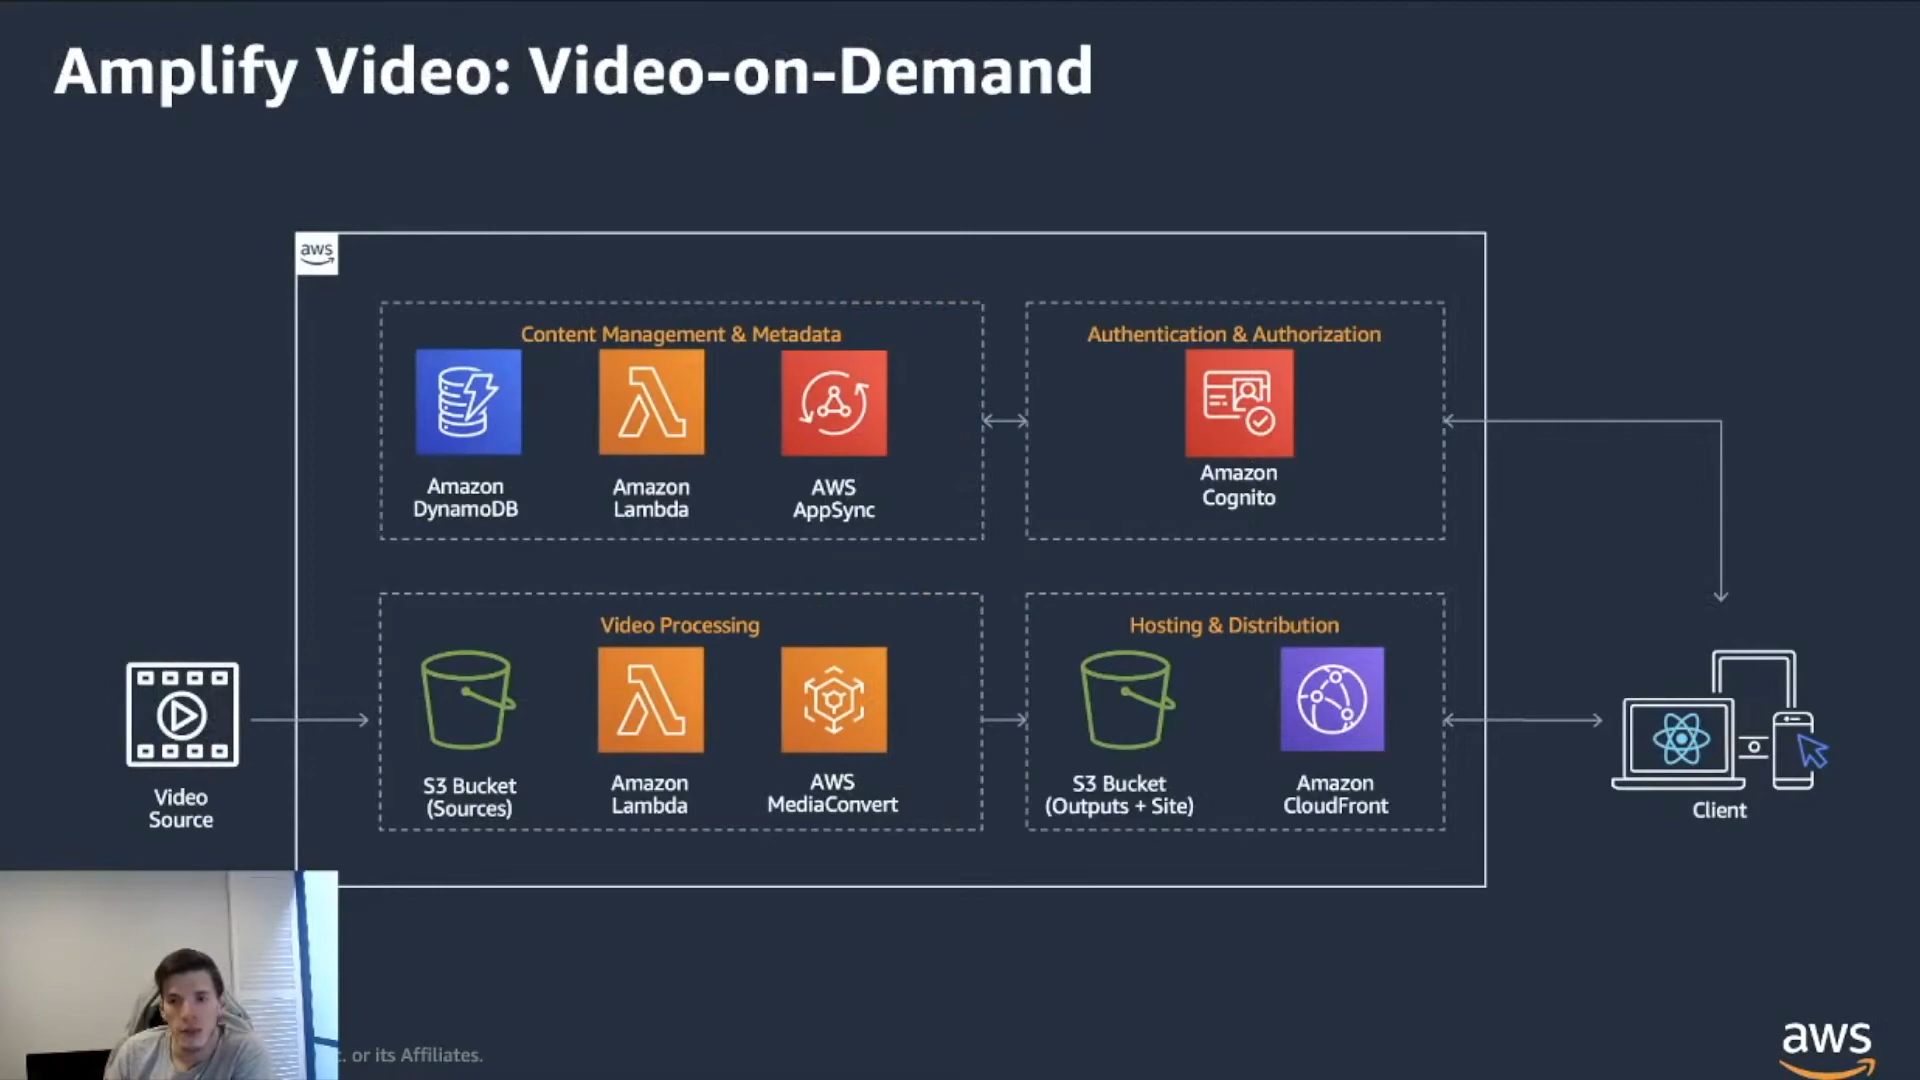 Amplify Video: Video-on-Demand
aws
Content Management & Metadata
Authentication & Authorization
Amazon
DynamoDB
Amazon
Lambda
AWS
AppSync
Amazon
Cognito
Video Processing
Hosting & Distribution
Video
Source
S3 Bucket
(Sources)
Amazon
Lambda
AWS
MediaConvert
S3 Bucket
(Outputs + Site)
Amazon
CloudFront
Client
. or its Affiliates.
aws